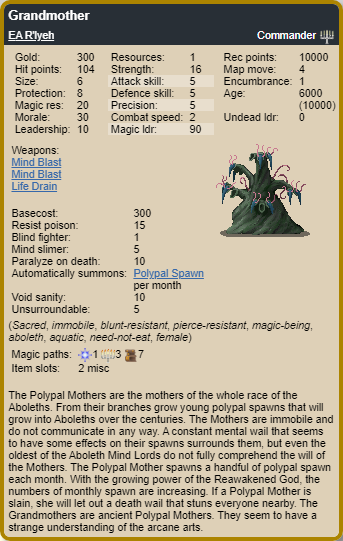 Grandmother
EA R'lyeh Commander
Gold: 300 Resources: 1 Rec points: 10000
Hit points: 104 Strength: 16 Map move: 4
Size: 6 Attack skill: 5 Encumbrance: 1
Protection: 8 Defence skill: 5 Age: 6000
Magic res: 20 Precision: 5 (10000)
Morale: 30 Combat speed: 2 Undead ldr: 0
Leadership: 10 Magic ldr: 90
Weapons:
Mind Blast
Mind Blast
Life Drain
Basecost: 300
Resist poison: 15
Blind fighter: 1
Mind slimer: 5
Paralyze on death: 10
Automatically summons: Polypal Spawn
per month
Void sanity: 10
Unsurroundable: 5
(Sacred, immobile, blunt-resistant, pierce-resistant, magic-being,
aboleth, aquatic, need-not-eat, female)
Magic paths: 1 3 7
Item slots: 2 misc
The Polypal Mothers are the mothers of the whole race of the
Aboleths. From their branches grow young polypal spawns that will
grow into Aboleths over the centuries. The Mothers are immobile and
do not communicate in any way. A constant mental wail that seems
to have some effects on their spawns surrounds them, but even the
oldest of the Aboleth Mind Lords do not fully comprehend the will of
the Mothers. The Polypal Mother spawns a handful of polypal spawn
each month. With the growing power of the Reawakened God, the
numbers of monthly spawn are increasing. If a Polypal Mother is
slain, she will let out a death wail that stuns everyone nearby. The
Grandmothers are ancient Polypal Mothers. They seem to have a
strange understanding of the arcane arts.